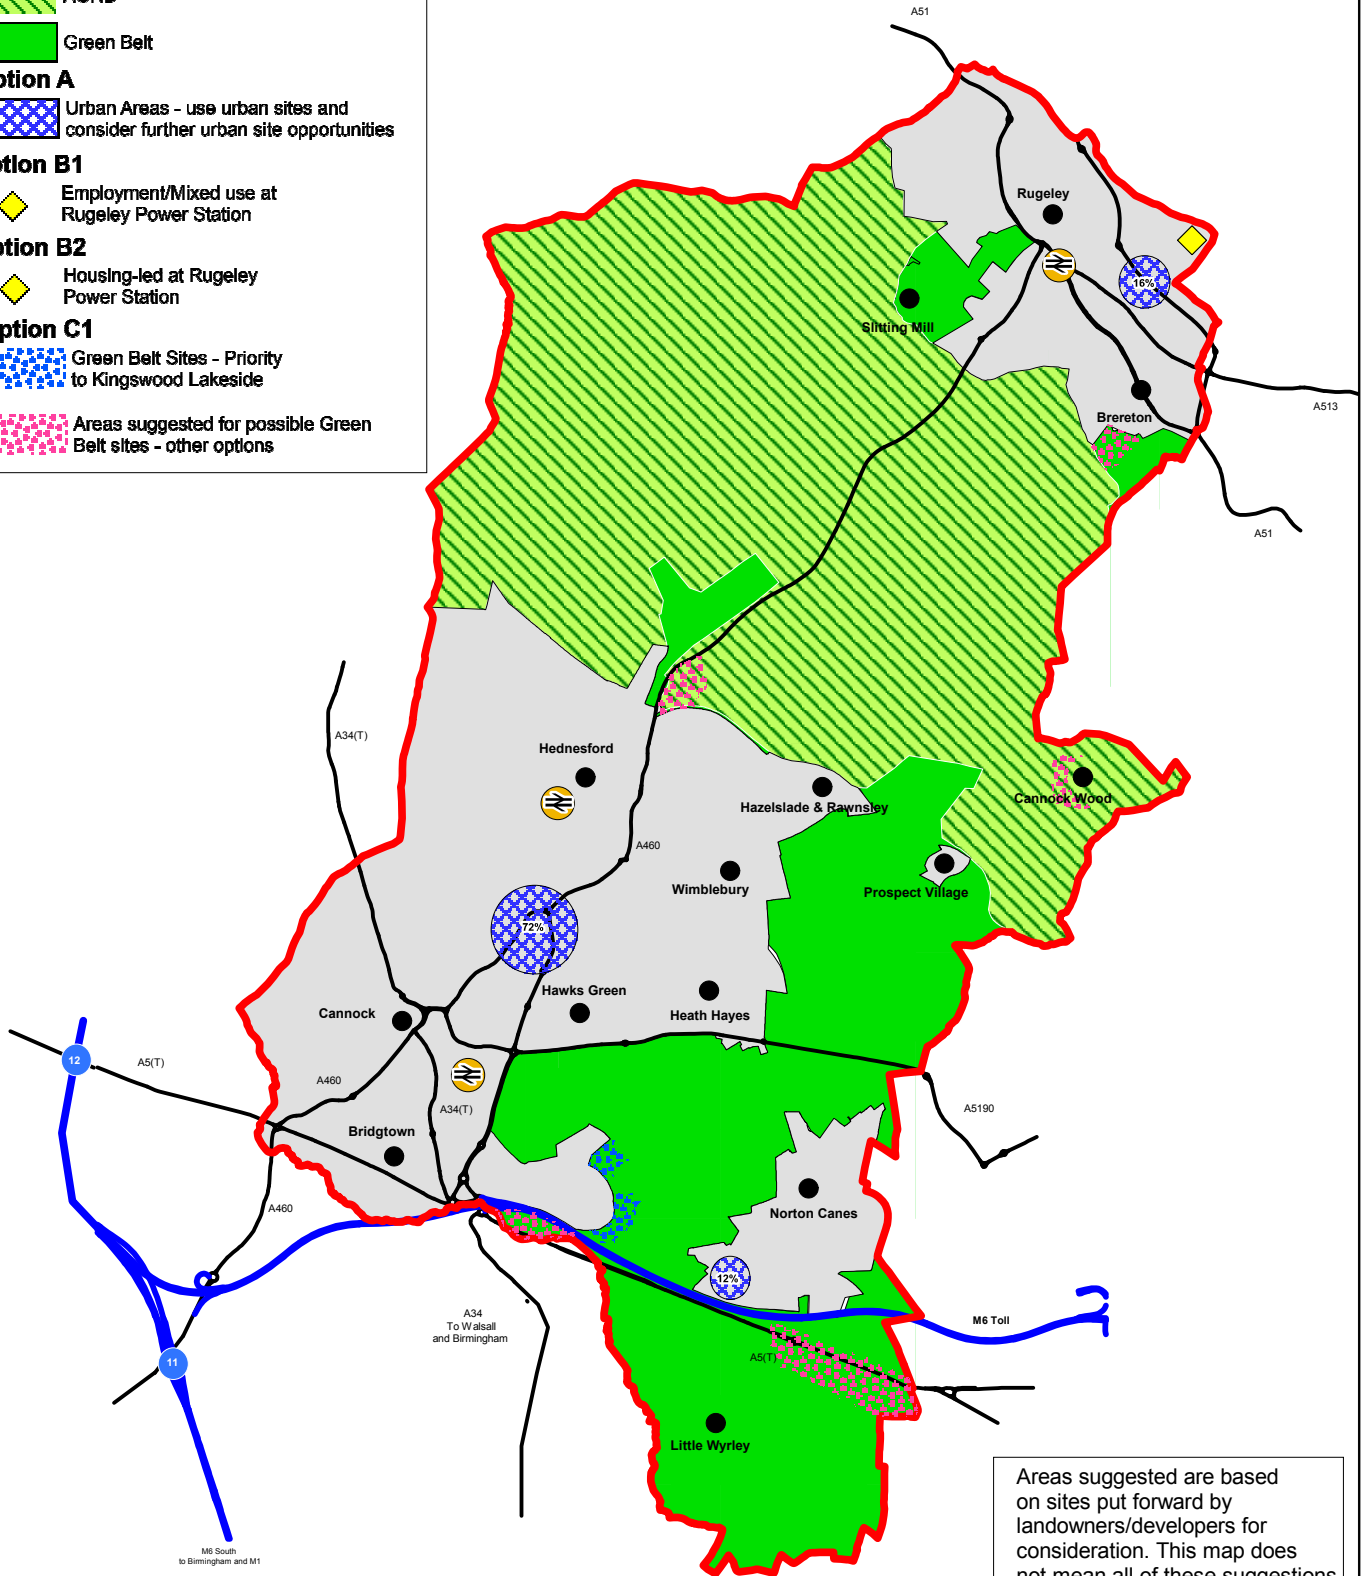 Green Belt
Option A
Urban Areas - use urban sites and
consider further urban site opportunities
Option B1
Employment/Mixed use at
Rugeley Power Station
Option B2
Housing-led at Rugeley
Power Station
Option C1
Green Belt Sites - Priority
to Kingswood Lakeside
Areas suggested for possible Green
Belt sites - other options
A51
Rugeley
16%
Slitting Mill
A513
Brereton
A51
A34(T)
Hednesford
Cannock Wood
Hazelslade & Rawnsley
A460
Wimblebury
Prospect Village
72%
Hawks Green
Cannock
Heath Hayes
12
A5(T)
A460
A34(T)
A5190
Bridgtown
A460
Norton Canes
12%
A34
To Walsall
and Birmingham
M6 Toll
A5(T)
11
Little Wyrley
M6 South
to Birmingham and M1
Areas suggested are based
on sites put forward by
landowners/developers for
consideration. This map does
not mean all of these suggestions